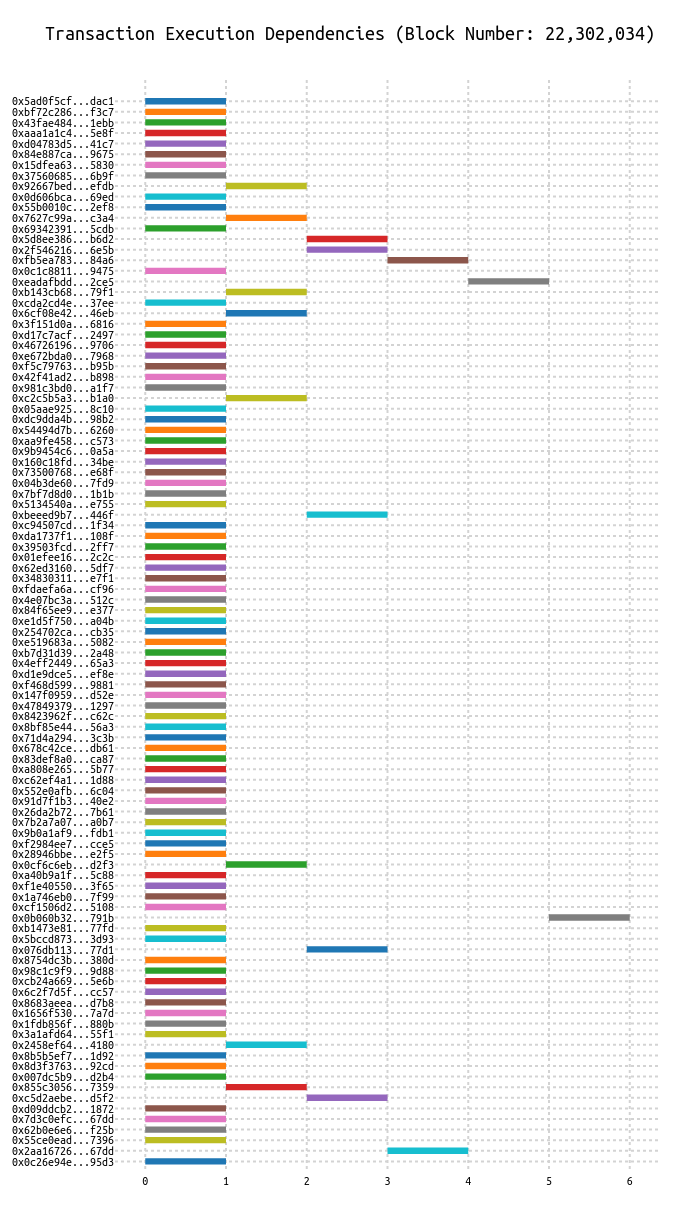 Transaction Execution Dependencies (Block Number: 22,302,034)
0x5ad0f5cf...dac1
0xbf72c286...f3c7
0x43fae484...1ebb
0xaaa1a1c4...5e8f
0xd04783d5...41c7
0x84e887ca...9675
0x15dfea63...5830
0x37560685...6b9f
0x92667bed...efdb
0x0d606bca...69ed
0x55b0010c...2ef8
0x7627c99a...c3a4
0x69342391...5cdb
0x5d8ee386...b6d2
0x2f546216...6e5b
0xfb5ea783...84a6
0x0c1c8811...9475
0xeadafbdd...2ce5
0xb143cb68...79f1
0xcda2cd4e...37ee
0x6cf08e42...46eb
0x3f151d0a...6816
0xd17c7acf...2497
0x46726196...9706
0xe672bda0...7968
0xf5c79763...b95b
0x42f41ad2...b898
0x981c3bd0...a1f7
0xc2c5b5a3...b1a0
0x05aae925...8c10
0xdc9dda4b...98b2
0x54494d7b...6260
0xaa9fe458...c573
0x9b9454c6...0a5a
0x160c18fd...34be
0x73500768...e68f
0x04b3de60...7fd9
0x7bf7d8d0...1b1b
0x5134540a...e755
0xbeeed9b7...446f
0xc94507cd...1f34
0xda1737f1...108f
0x39503fcd...2ff7
0x01efee16...2c2c
0x62ed3160...5df7
0x34830311...e7f1
0xfdaefa6a...cf96
0x4e07bc3a...512c
0x84f65ee9...e377
0xe1d5f750...a04b
0x254702ca...cb35
0xe519683a...5082
0xb7d31d39...2a48
0x4eff2449...65a3
0xd1e9dce5...ef8e
0xf468d599...9881
0x147f0959...d52e
0x47849379...1297
0x8423962f...c62c
0x8bf85e44...56a3
0x71d4a294...3c3b
0x678c42ce...db61
0x83def8a0...ca87
0xa808e265...5b77
0xc62ef4a1...1d88
0x552e0afb...6c04
0x91d7f1b3...40e2
0x26da2b72...7b61
0x7b2a7a07...a0b7
0x9b0a1af9...fdb1
0xf2984ee7...cce5
0x28946bbe...e2f5
0x0cf6c6eb...d2f3
0xa40b9a1f...5c88
0xf1e40550...3f65
0x1a746eb0...7f99
0xcf1506d2...5108
0x0b060b32...791b
0xb1473e81...77fd
0x5bccd873...3d93
0x076db113...77d1
0x8754dc3b...380d
0x98c1c9f9...9d88
0xcb24a669...5e6b
0x6c2f7d5f...cc57
0x8683aeea...d7b8
0x1656f530...7a7d
0x1fdb856f...880b
0x3a1afd64...55f1
0x2458ef64...4180
0x8b5b5ef7...1d92
0x8d3f3763...92cd
0x007dc5b9...d2b4
0x855c3056...7359
0xc5d2aebe...d5f2
0xd09ddcb2...1872
0x7d3c0efc...67dd
0x62b0e6e6...f25b
0x55ce0ead...7396
0x2aa16726...67dd
0x0c26e94e...95d3
0 1 2 3 4 5 6